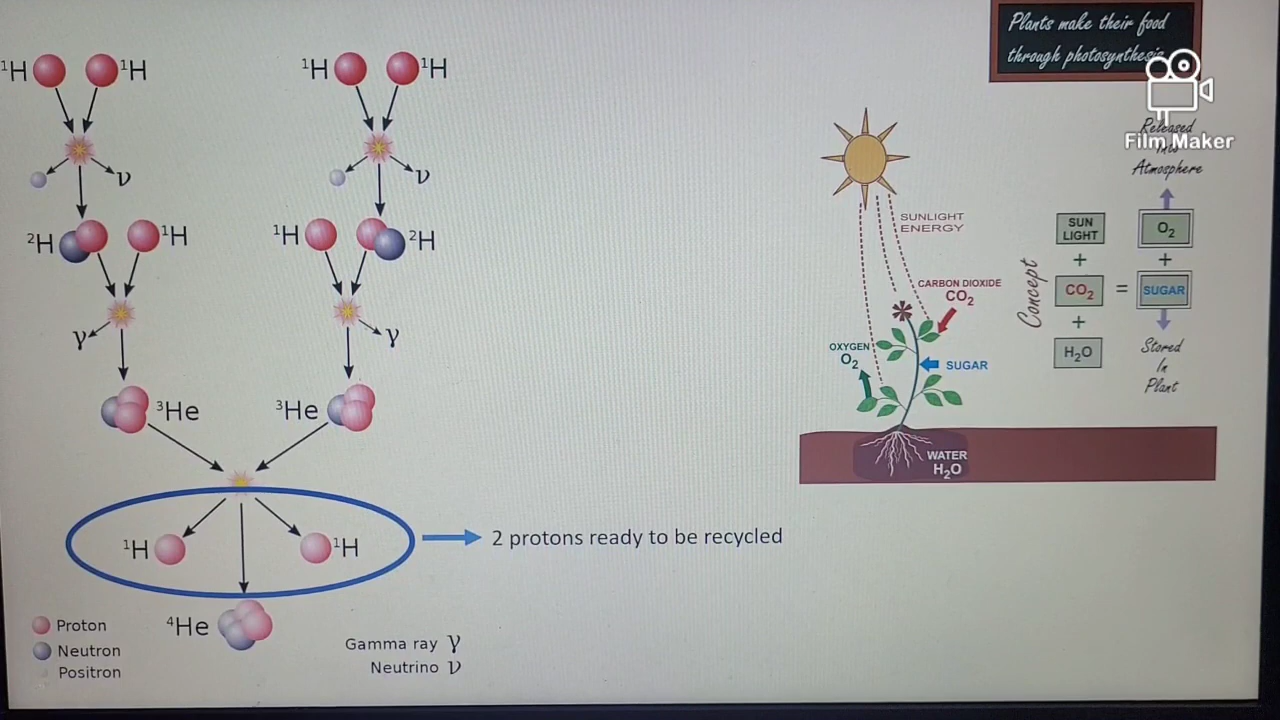 ¹H ¹H
¹H ¹H
ν
ν
²H ¹H
¹H ²H
γ
γ
³He
³He
¹H ¹H
2 protons ready to be recycled
⁴He
Proton
Neutron
Positron
Gamma ray γ
Neutrino ν
Plants make their food
through photosynthesis
Film Maker
Released
Into
Atmosphere
SUNLIGHT
ENERGY
CARBON DIOXIDE
CO₂
OXYGEN
O₂
SUGAR
WATER
H₂O
Concept
SUN
LIGHT
+
CO₂
+
H₂O
=
O₂
+
SUGAR
Stored
In
Plant